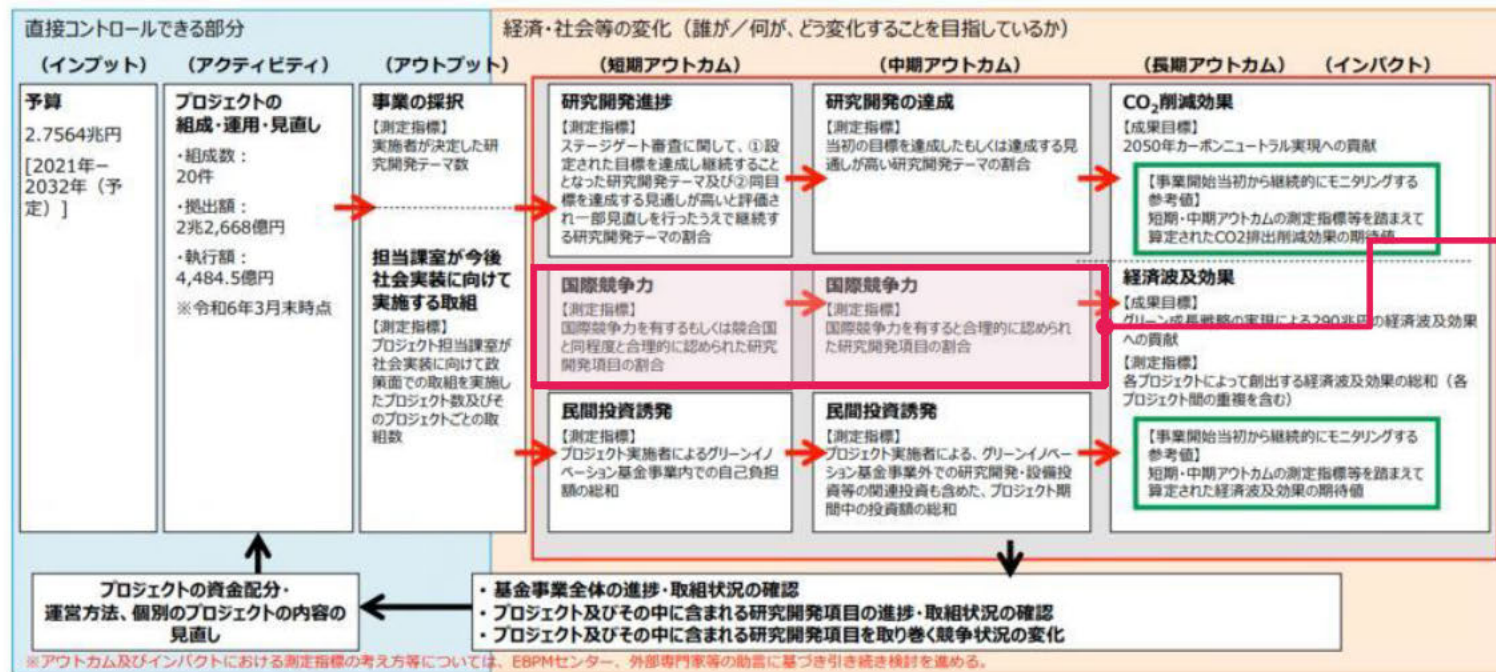 直接コントロールできる部分
経済・社会等の変化（誰が／何が、どう変化することを目指しているか）
（インプット）
（アクティビティ）
（アウトプット）
（短期アウトカム）
（中期アウトカム）
（長期アウトカム）
（インパクト）
予算
2.7564兆円
[2021年－
2032年（予
定）]
プロジェクトの
組成・運用・見直し
・組成数：
20件
・拠出額：
2兆2,668億円
・執行額：
4,484.5億円
※令和6年3月末時点
事業の採択
【測定指標】
実施者が決定した研
究開発テーマ数
担当課室が今後
社会実装に向けて
実施する取組
【測定指標】
プロジェクト担当課室が
社会実装に向けて政
策面での取組を実施し
たプロジェクト数及びそ
のプロジェクトごとの取
組数
研究開発進捗
【測定指標】
ステージゲート審査に関して、①設
定された目標を達成し継続すること
となった研究開発テーマ及び②同目
標を達成する見通しが高いと評価さ
れ一部見直しを行ったうえで継続す
る研究開発テーマの割合
国際競争力
【測定指標】
国際競争力を有するもしくは競合国
と同程度と合理的に認められた研究
開発項目の割合
民間投資誘発
【測定指標】
プロジェクト実施者によるグリーンイノ
ベーション基金事業内での自己負担
額の総和
研究開発の達成
【測定指標】
当初の目標を達成したもしくは達成する見
通しが高い研究開発テーマの割合
国際競争力
【測定指標】
国際競争力を有すると合理的に認められ
た研究開発項目の割合
民間投資誘発
【測定指標】
プロジェクト実施者による、グリーンイノベー
ション基金事業外での研究開発・設備投
資等の関連投資も含めた、プロジェクト期
間中の投資額の総和
CO₂削減効果
【成果目標】
2050年カーボンニュートラル実現への貢献
【事業開始当初から継続的にモニタリングする
参考値】
短期・中期アウトカムの測定指標等を踏まえて
算定されたCO2排出削減効果の期待値
経済波及効果
【成果目標】
グリーン成長戦略の実現による290兆円の経済波及効果
への貢献
【測定指標】
各プロジェクトによって創出する経済波及効果の総和（各
プロジェクト間の重複を含む）
【事業開始当初から継続的にモニタリングする
参考値】
短期・中期アウトカムの測定指標等を踏まえて
算定された経済波及効果の期待値
プロジェクトの資金配分・
運営方法、個別のプロジェクトの内容の
見直し
・基金事業全体の進捗・取組状況の確認
・プロジェクト及びその中に含まれる研究開発項目の進捗・取組状況の確認
・プロジェクト及びその中に含まれる研究開発項目を取り巻く競争状況の変化
※アウトカム及びインパクトにおける測定指標の考え方等については、EBPMセンター、外部専門家等の助言に基づき引き続き検討を進める。